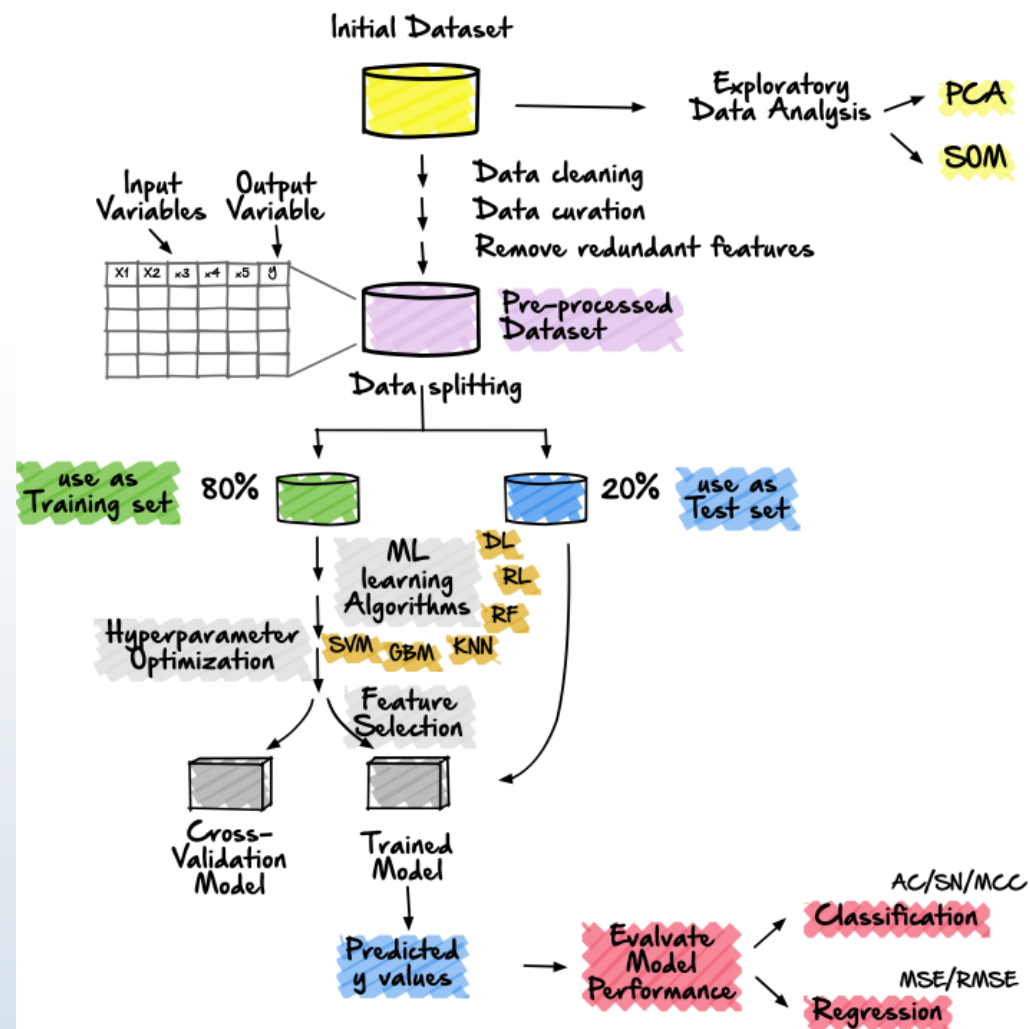 Initial Dataset
Exploratory
Data Analysis
PCA
SOM
Data cleaning
Data curation
Remove redundant features
Input
Variables
Output
Variable
X1 X2 x3 x4 x5 y
Pre-processed
Dataset
Data splitting
use as
Training set
80%
20%
use as
Test set
ML
learning
Algorithms
DL
RL
RF
KNN
GBM
SVM
Hyperparameter
Optimization
Feature
Selection
Cross-
Validation
Model
Trained
Model
Predicted
y values
Evaluate
Model
Performance
AC/SN/MCC
Classification
MSE/RMSE
Regression